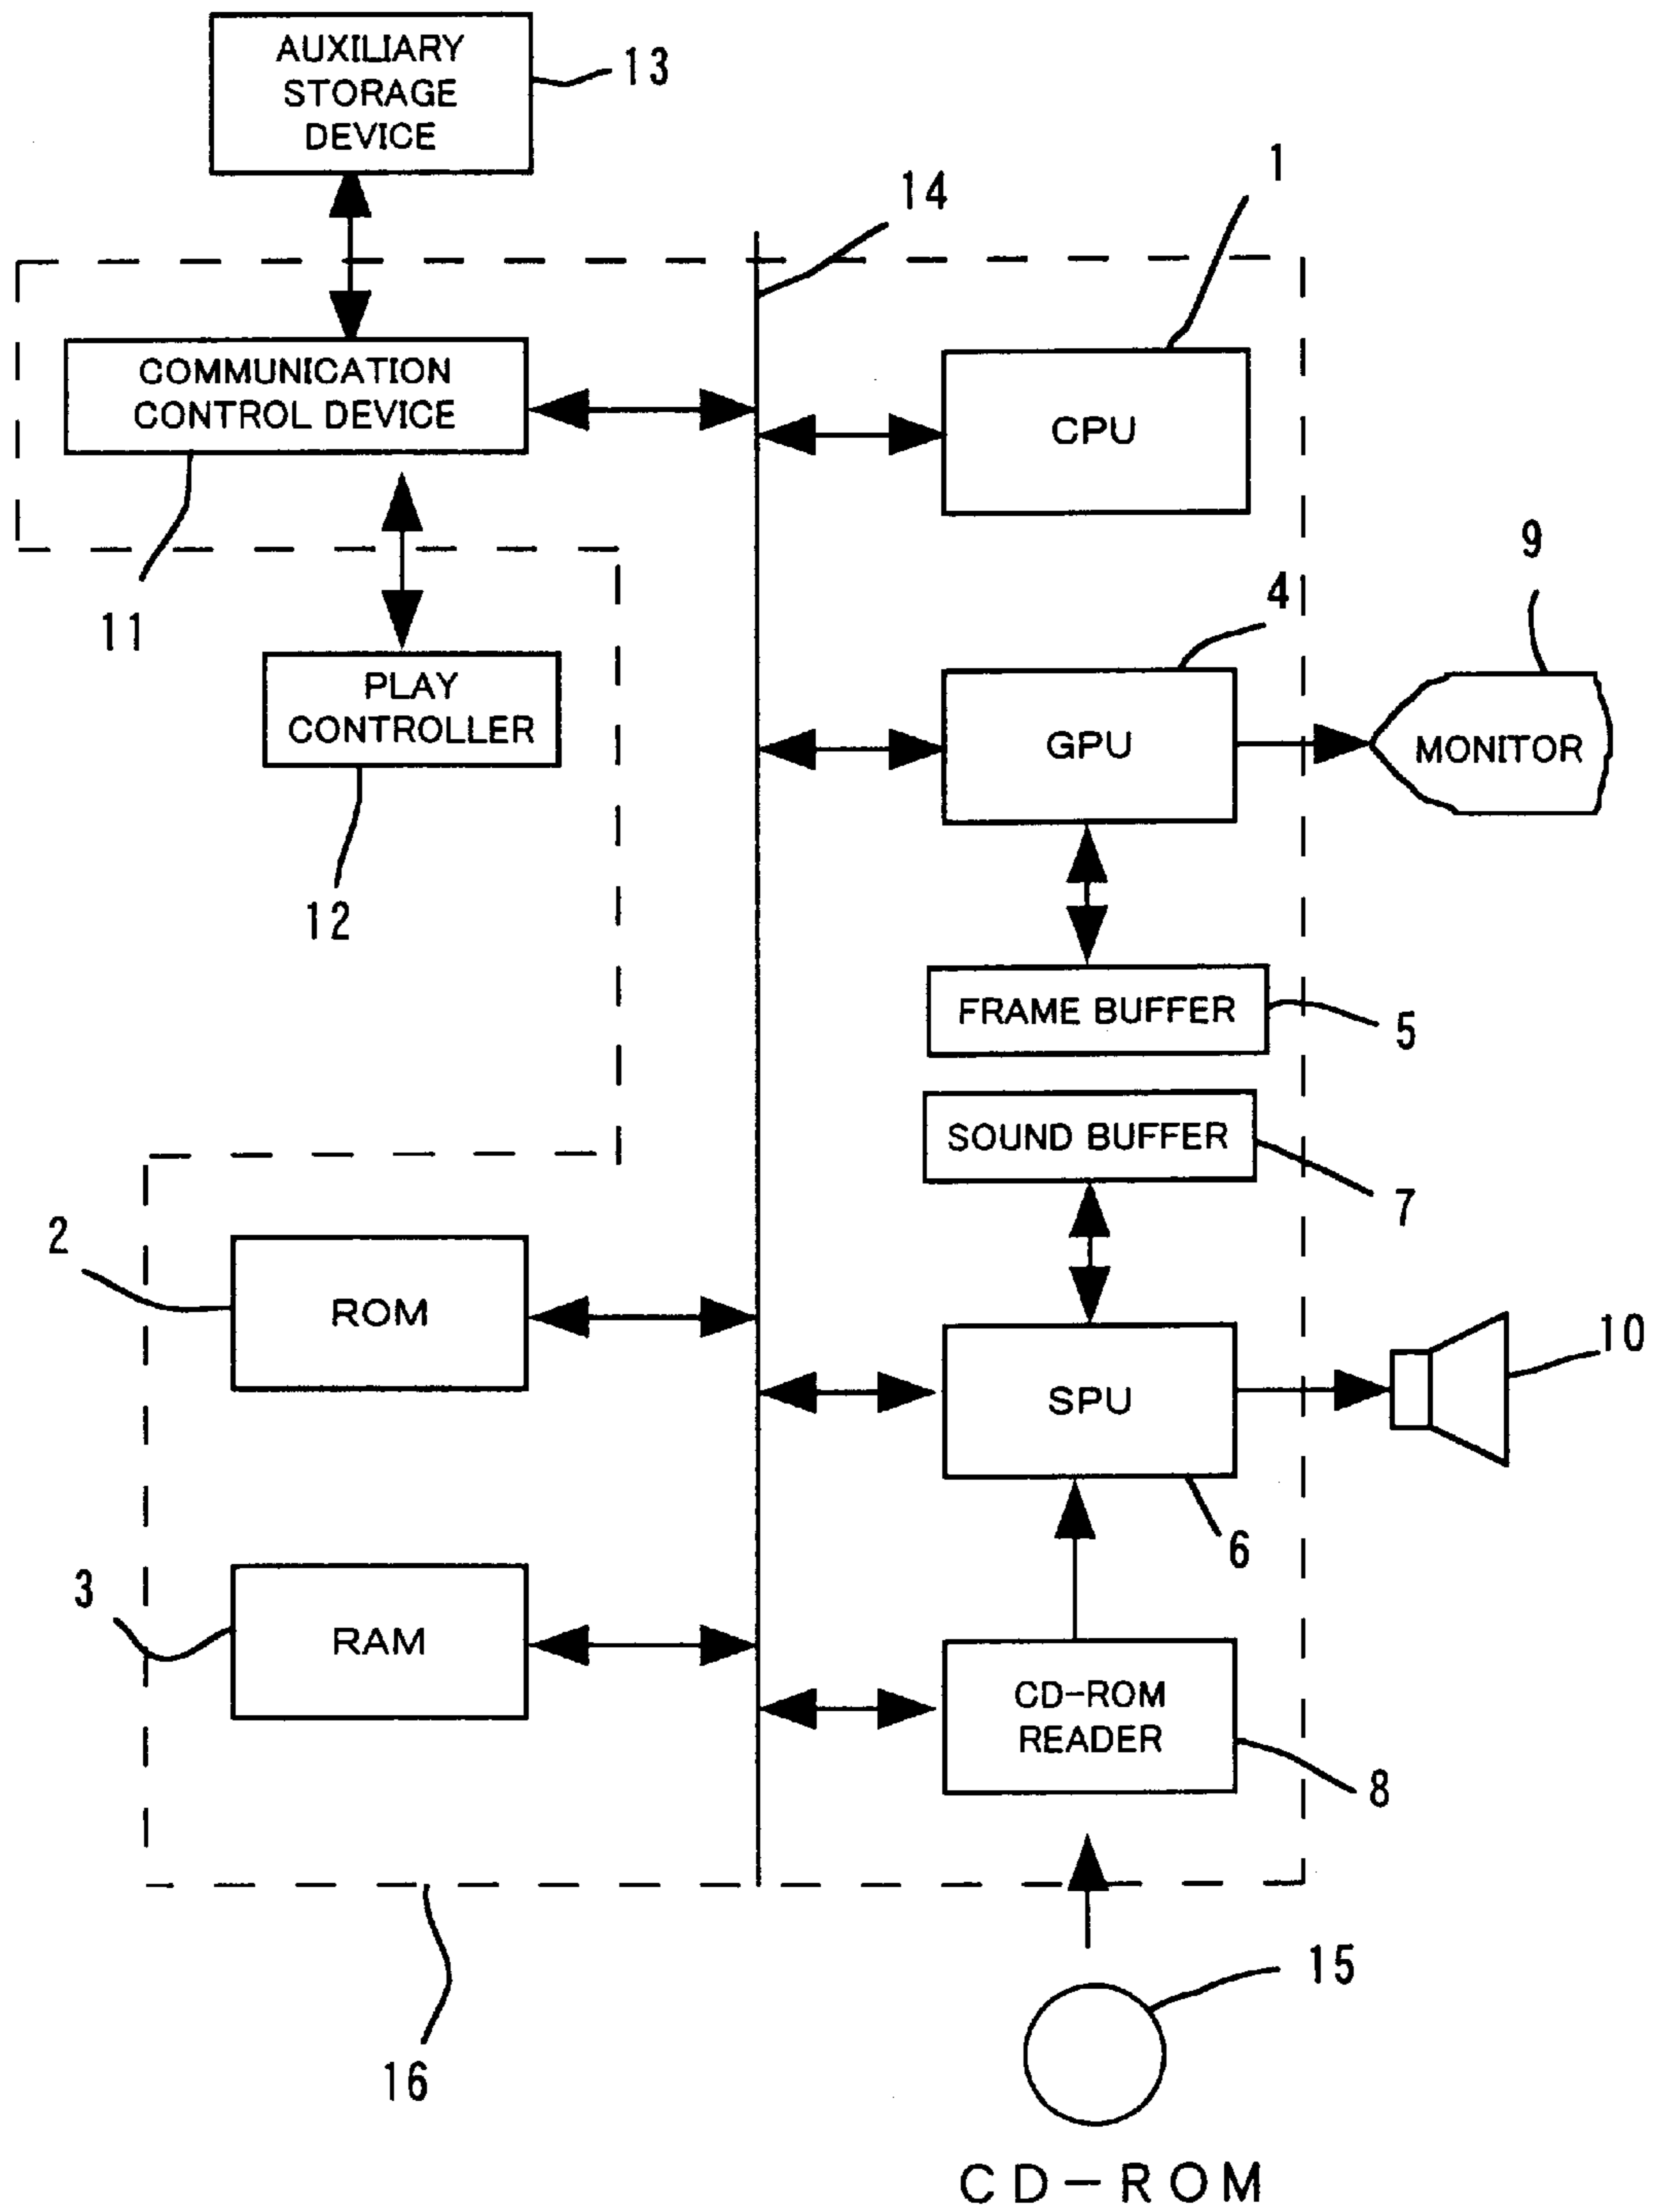 AUXILIARY
STORAGE
DEVICE
13
1
14
COMMUNICATION
CONTROL DEVICE
CPU
9
4
11
PLAY
CONTROLLER
GPU
MONITOR
12
FRAME BUFFER
5
SOUND BUFFER
7
2
ROM
10
SPU
6
3
RAM
CD-ROM
READER
8
15
16
CD-ROM